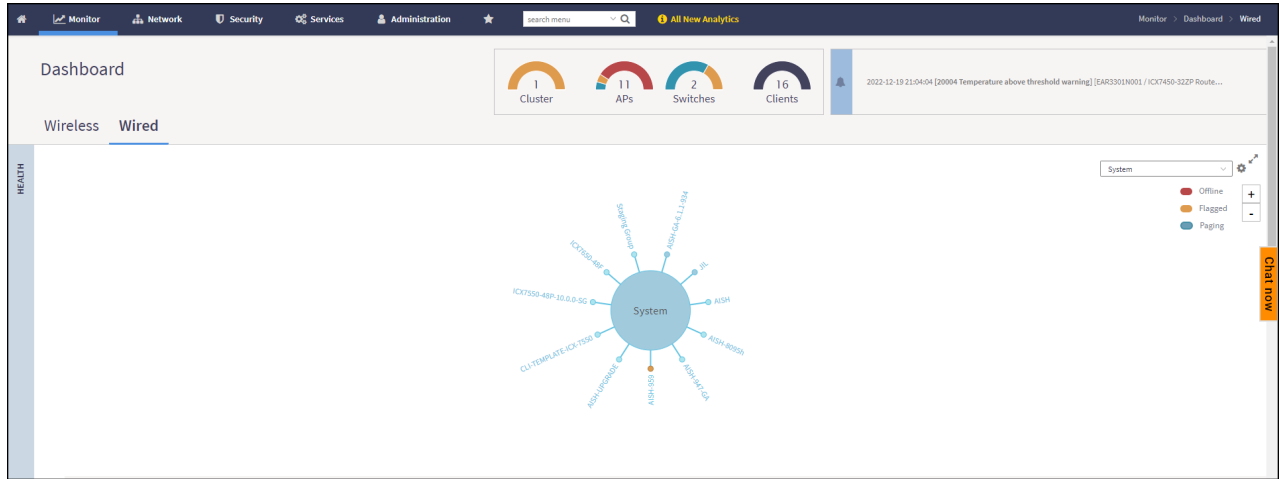 Monitor Network Security Services Administration search menu All New Analytics Monitor > Dashboard > Wired
Dashboard
1
Cluster
11
APs
2
Switches
16
Clients
2022-12-19 21:04:04 [20004 Temperature above threshold warning] [EAR3301N001 / ICX7450-32ZP Route...
Wireless Wired
HEALTH
System
Offline
Flagged
Paging
+
-
Staging Group
AISH-GA-6.1.1-934
ICX7650-48F
JIL
ICX7550-48P-10.0.0-SG
System
AISH
CLI-TEMPLATE-ICX-7550
AISH-8095h
AISH-UPGRADE
AISH-959
AISH-947-GA
Chat now